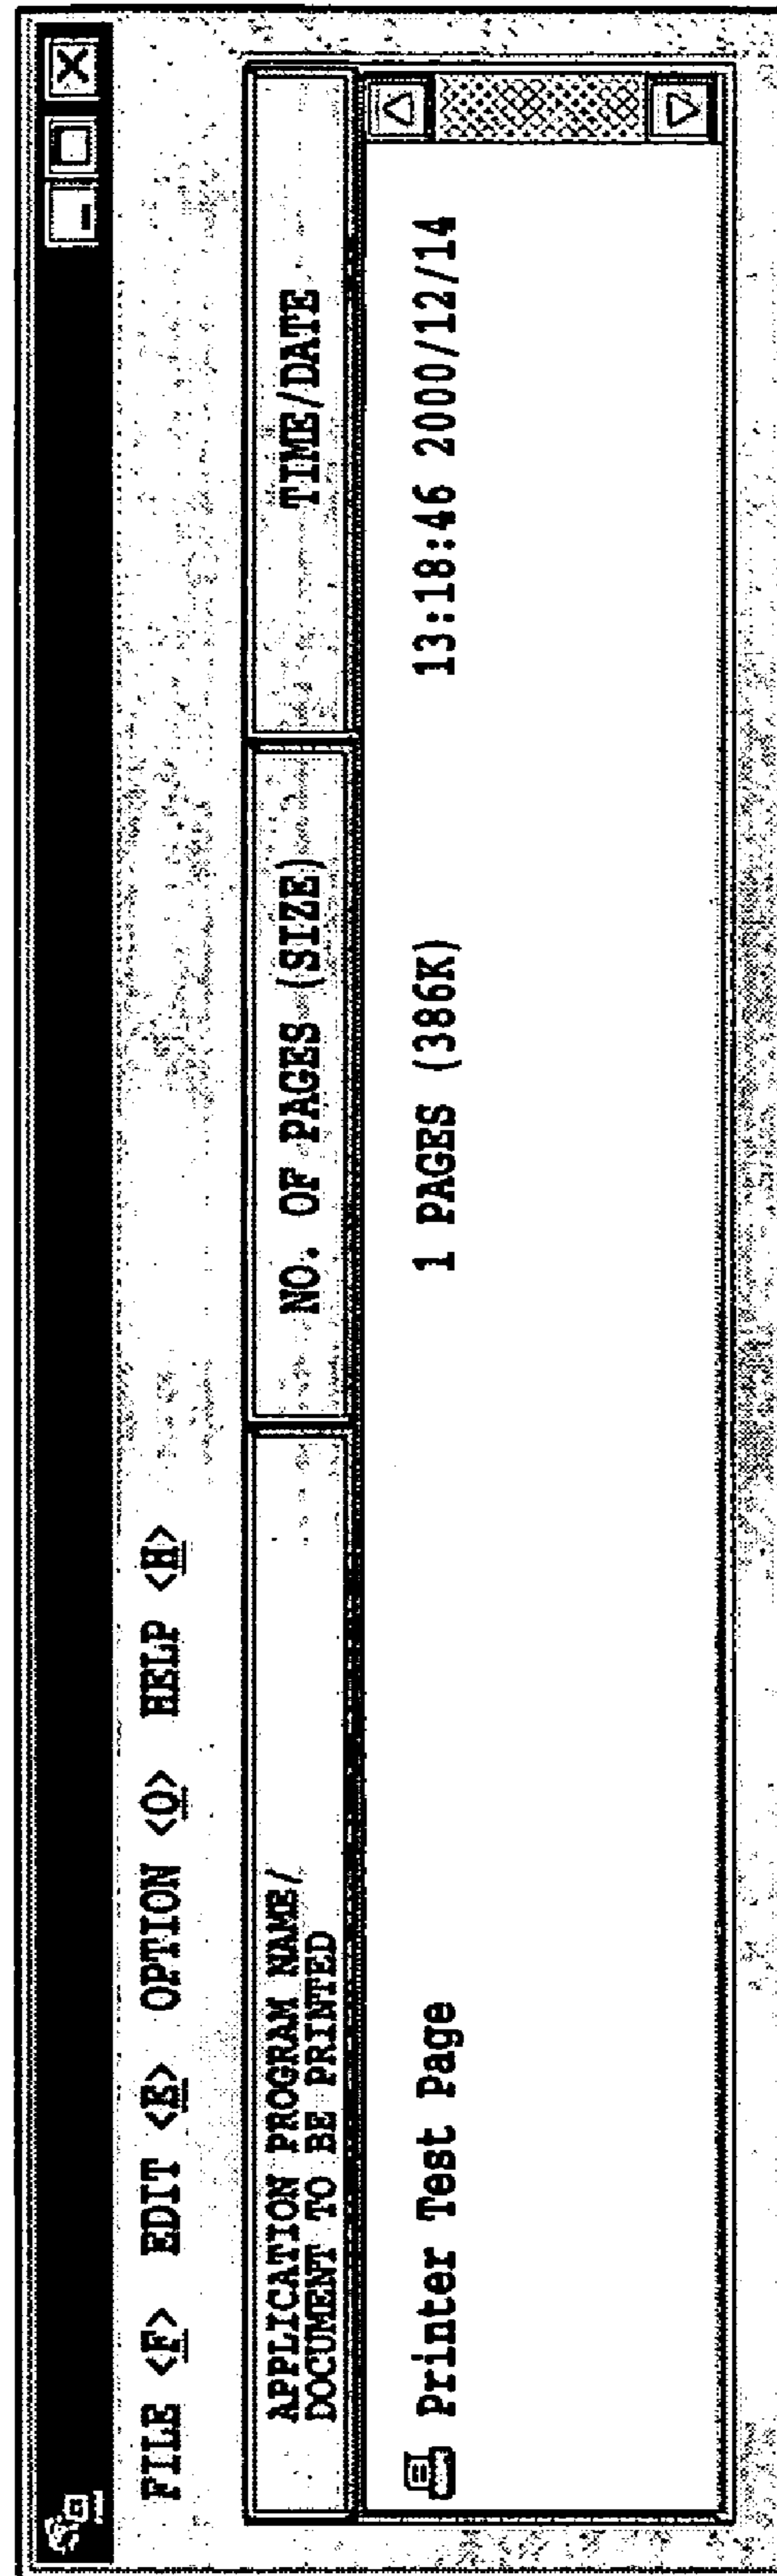 FILE <F> EDIT <E> OPTION <O> HELP <H>
APPLICATION PROGRAM NAME/
DOCUMENT TO BE PRINTED
NO. OF PAGES (SIZE)
TIME/DATE
Printer Test Page 1 PAGES (386K) 13:18:46 2000/12/14